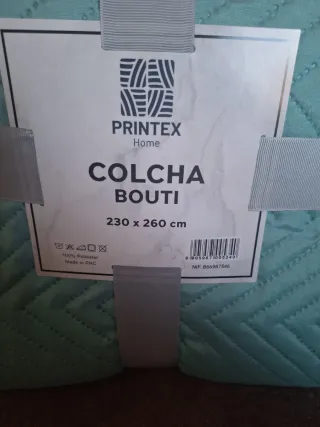 PRINTEX
Home
COLCHA
BOUTI
230 x 260 cm
100% Polyester
Made in PRC